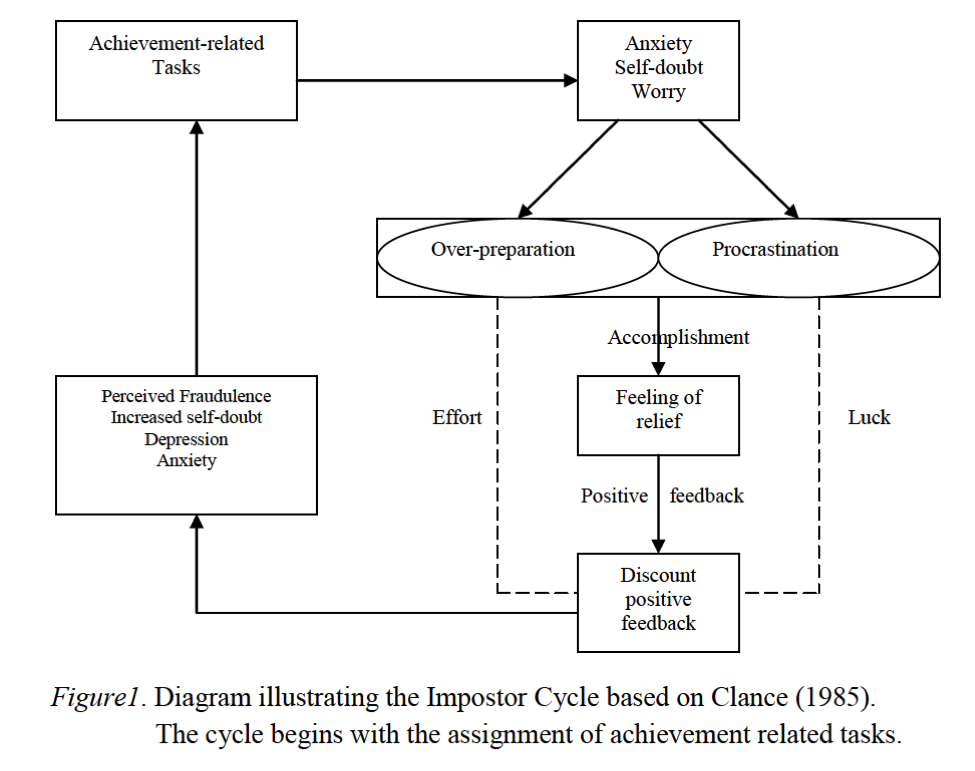 Achievement-related
Tasks
Anxiety
Self-doubt
Worry
Over-preparation
Procrastination
Accomplishment
Perceived Fraudulence
Increased self-doubt
Depression
Anxiety
Effort
Feeling of
relief
Luck
Positive feedback
Discount
positive
feedback
Figure1. Diagram illustrating the Impostor Cycle based on Clance (1985).
The cycle begins with the assignment of achievement related tasks.